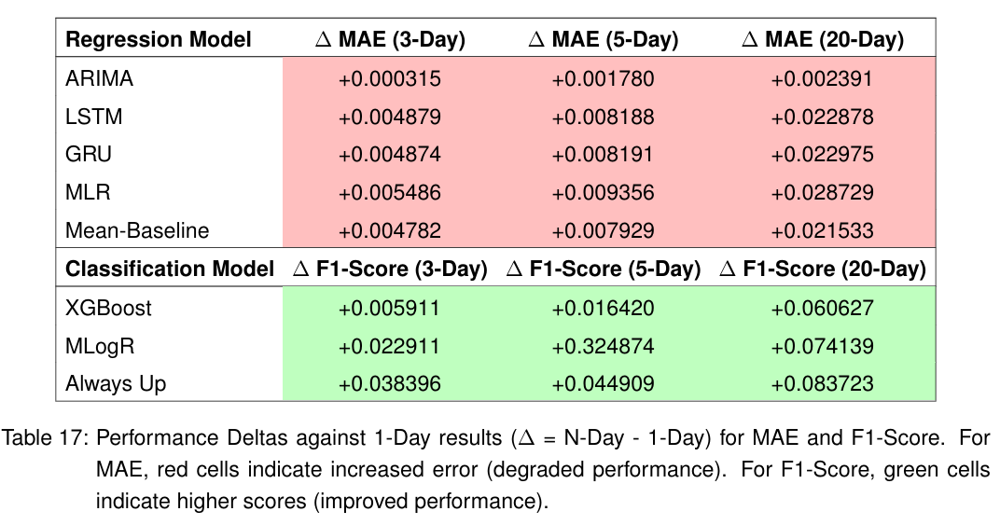 Regression Model Δ MAE (3-Day) Δ MAE (5-Day) Δ MAE (20-Day)
ARIMA +0.000315 +0.001780 +0.002391
LSTM +0.004879 +0.008188 +0.022878
GRU +0.004874 +0.008191 +0.022975
MLR +0.005486 +0.009356 +0.028729
Mean-Baseline +0.004782 +0.007929 +0.021533
Classification Model Δ F1-Score (3-Day) Δ F1-Score (5-Day) Δ F1-Score (20-Day)
XGBoost +0.005911 +0.016420 +0.060627
MLogR +0.022911 +0.324874 +0.074139
Always Up +0.038396 +0.044909 +0.083723
Table 17: Performance Deltas against 1-Day results (Δ = N-Day - 1-Day) for MAE and F1-Score. For
MAE, red cells indicate increased error (degraded performance). For F1-Score, green cells
indicate higher scores (improved performance).